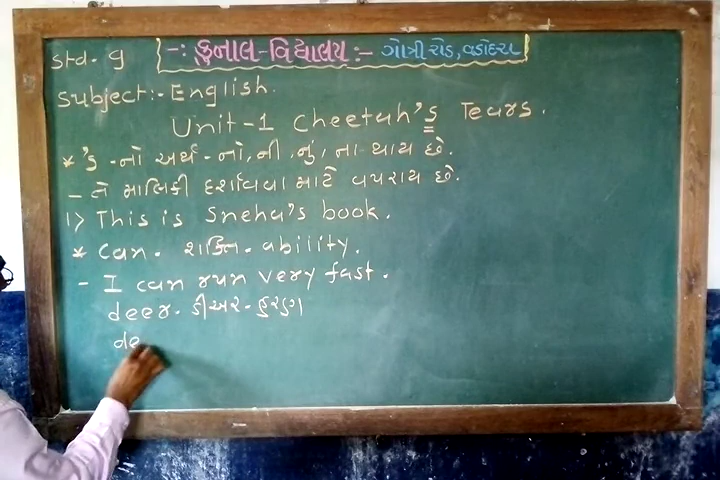 Std- 9 -: કુનાલ-વિદ્યાલય :- ગોત્રી રોડ, વડોદરા
Subject:- English.
Unit-1 Cheetah's Tears.
* 's -નો અર્થ - નો, ની, નું, ના થાય છે.
- તે માલિકી દર્શાવવા માટે વપરાય છે.
1) This is Sneha's book.
* Can. શક્તિ - ability.
- I can run very fast.
deer - ડીઅર - હરણ
de